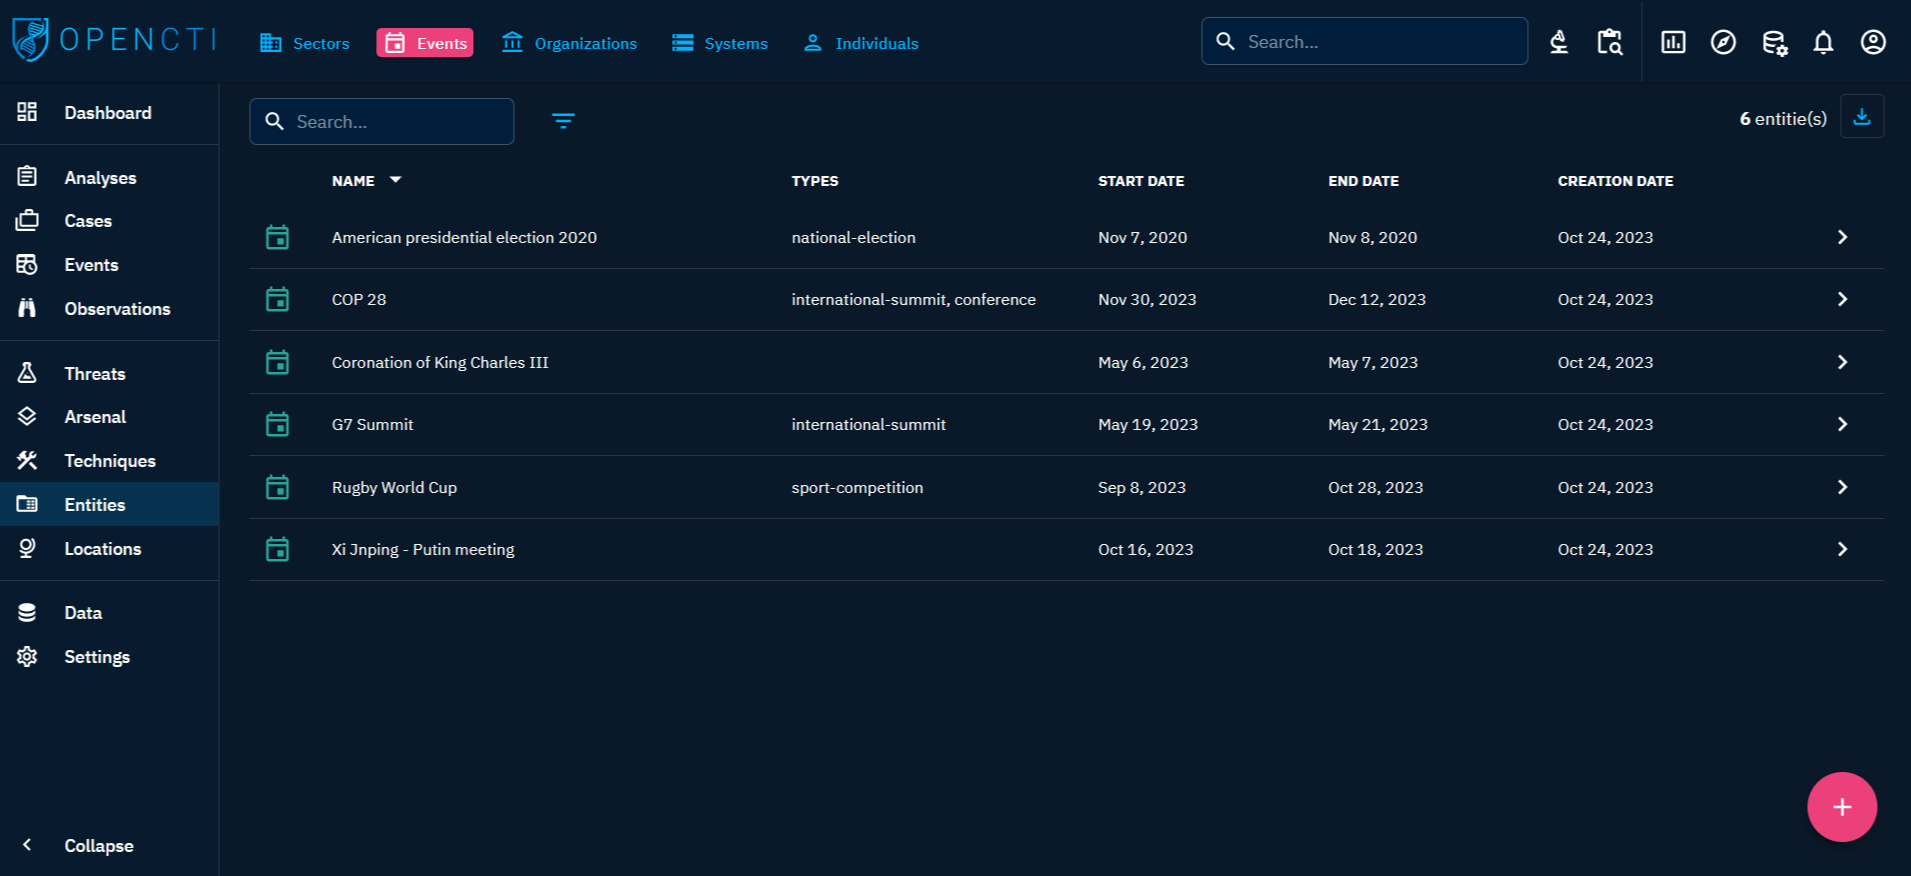 OPENCTI
Sectors
Events
Organizations
Systems
Individuals
Search...
Dashboard
Analyses
Cases
Events
Observations
Threats
Arsenal
Techniques
Entities
Locations
Data
Settings
Collapse
Search...
6 entitie(s)
NAME TYPES START DATE END DATE CREATION DATE
American presidential election 2020 national-election Nov 7, 2020 Nov 8, 2020 Oct 24, 2023
COP 28 international-summit, conference Nov 30, 2023 Dec 12, 2023 Oct 24, 2023
Coronation of King Charles III May 6, 2023 May 7, 2023 Oct 24, 2023
G7 Summit international-summit May 19, 2023 May 21, 2023 Oct 24, 2023
Rugby World Cup sport-competition Sep 8, 2023 Oct 28, 2023 Oct 24, 2023
Xi Jnping - Putin meeting Oct 16, 2023 Oct 18, 2023 Oct 24, 2023